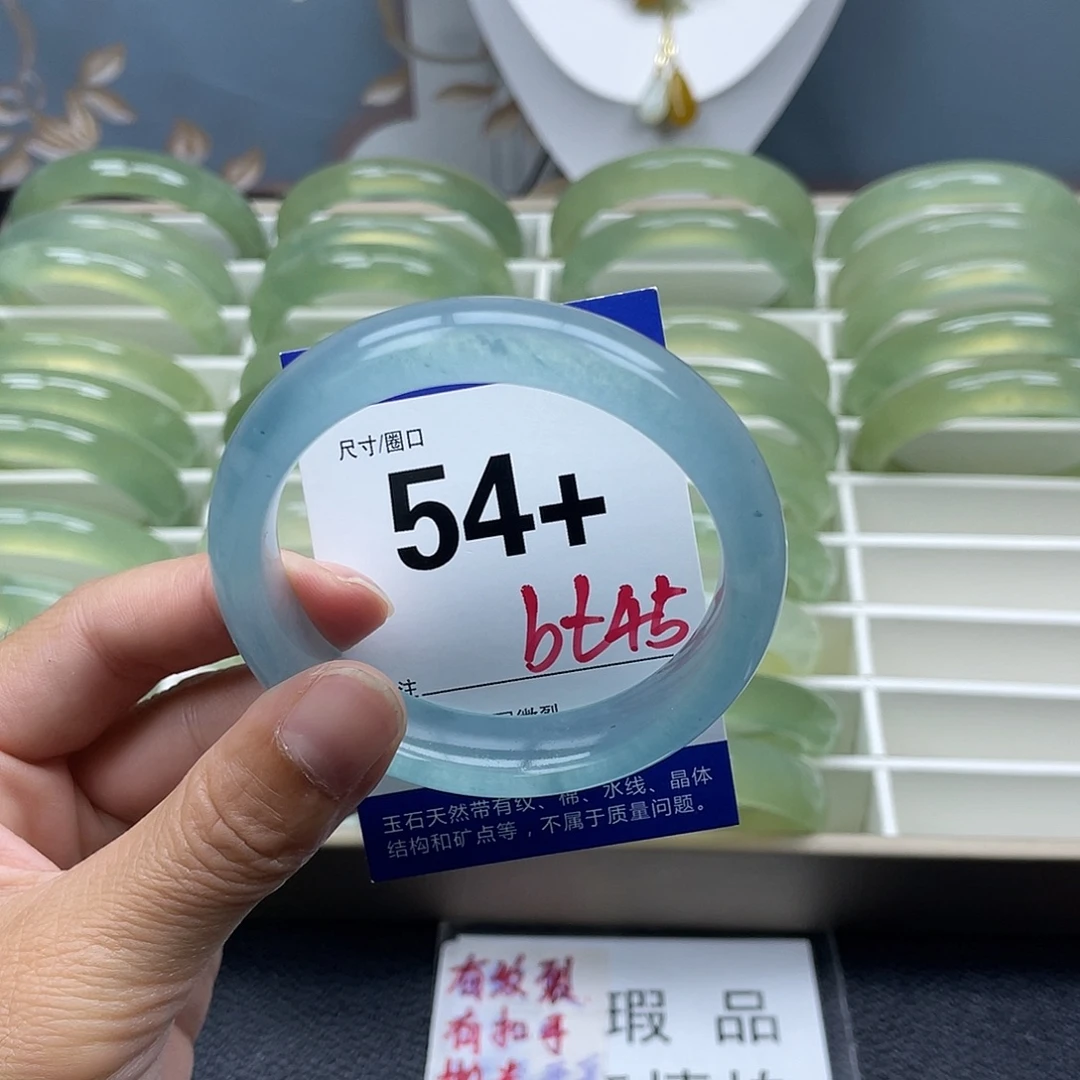 尺寸/圈口
54+
bt45
注
玉石天然带有纹、棉、水线、晶体
结构和矿点等，不属于质量问题。
有纹裂
有扣手
瑕 品